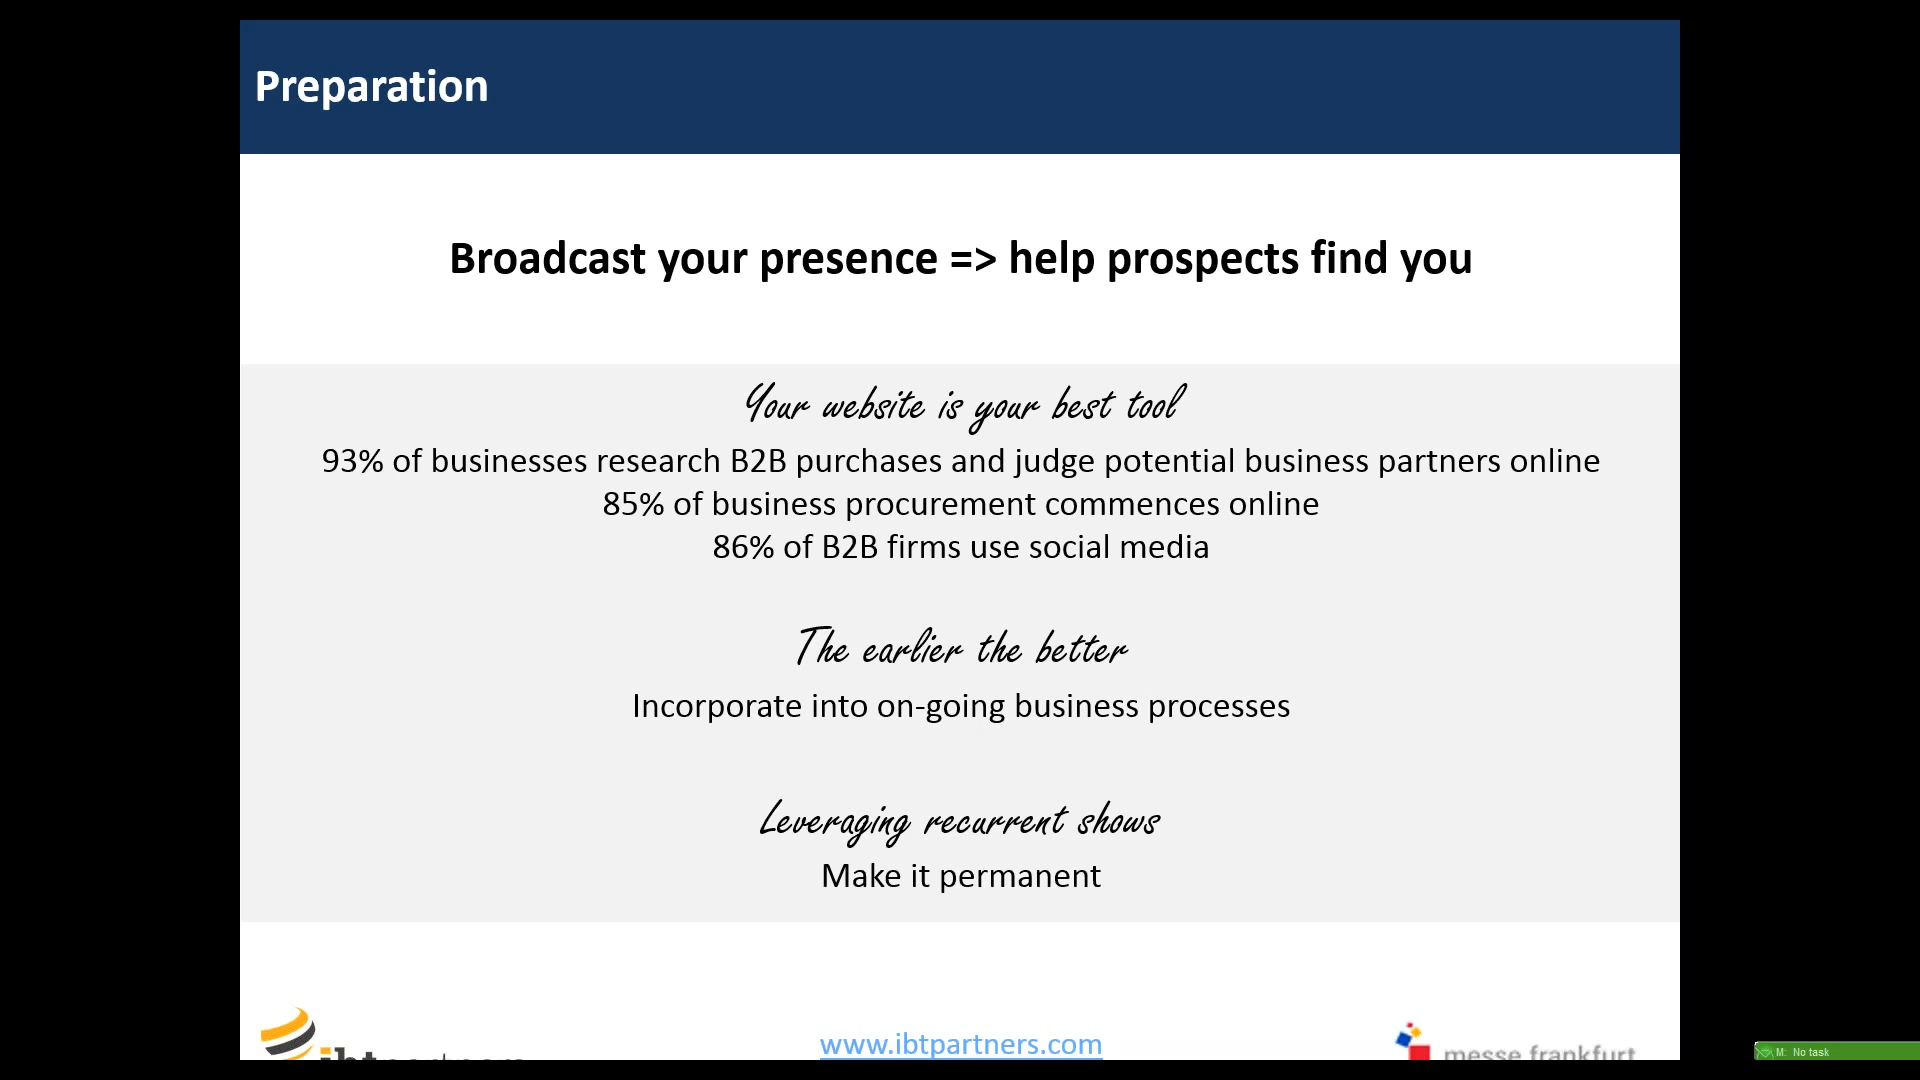 Preparation
Broadcast your presence => help prospects find you
Your website is your best tool
93% of businesses research B2B purchases and judge potential business partners online
85% of business procurement commences online
86% of B2B firms use social media
The earlier the better
Incorporate into on-going business processes
Leveraging recurrent shows
Make it permanent
www.ibtpartners.com
messe frankfurt
M: No task